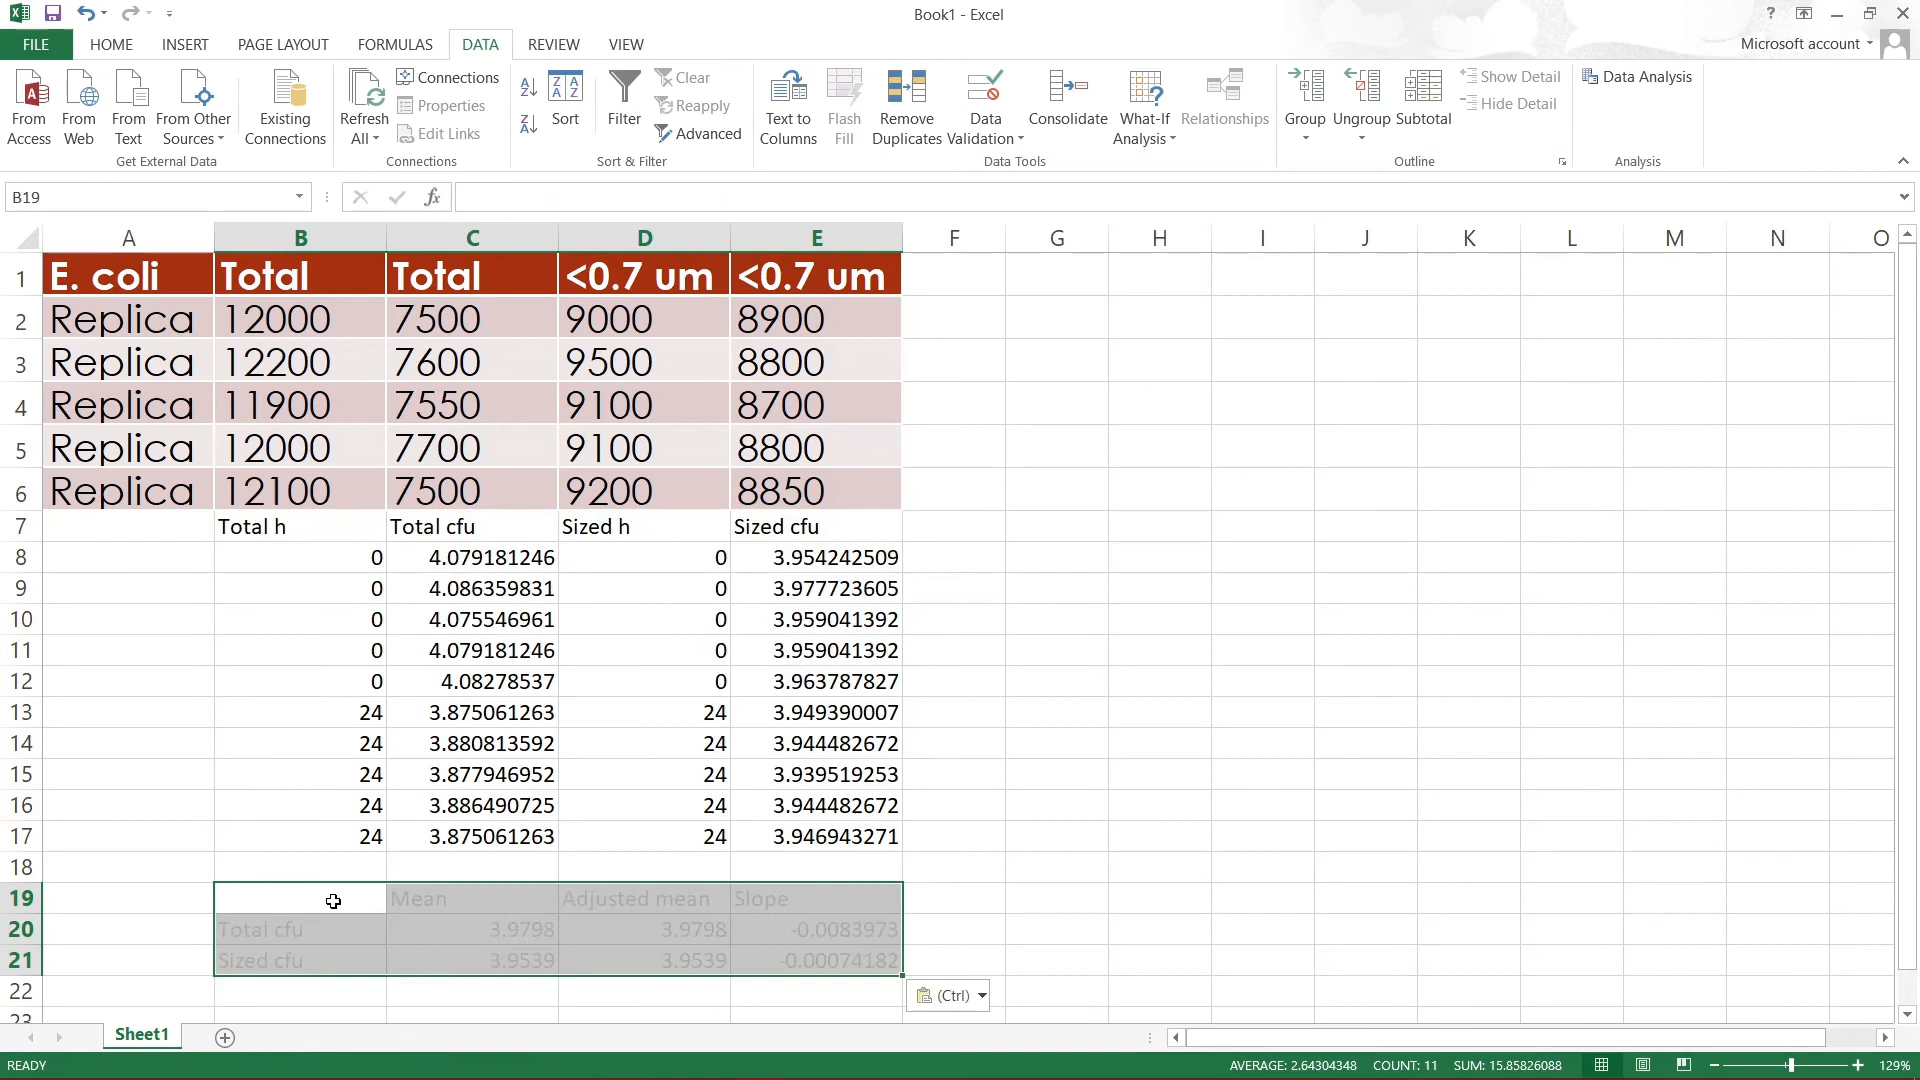 Book1 - Excel
?
FILE HOME INSERT PAGE LAYOUT FORMULAS DATA REVIEW VIEW Microsoft account
From Access
From Web
From Text
From Other Sources
Existing Connections
Refresh All
Connections
Properties
Edit Links
Sort
Filter
Clear
Reapply
Advanced
Text to Columns
Flash Fill
Remove Duplicates
Data Validation
Consolidate
What-If Analysis
Relationships
Group
Ungroup
Subtotal
Show Detail
Hide Detail
Data Analysis
Get External Data Connections Sort & Filter Data Tools Outline Analysis
B19 fx
A B C D E F G H I J K L M N O
1 E. coli Total Total <0.7 um <0.7 um
2 Replica 12000 7500 9000 8900
3 Replica 12200 7600 9500 8800
4 Replica 11900 7550 9100 8700
5 Replica 12000 7700 9100 8800
6 Replica 12100 7500 9200 8850
7 Total h Total cfu Sized h Sized cfu
8 0 4.079181246 0 3.954242509
9 0 4.086359831 0 3.977723605
10 0 4.075546961 0 3.959041392
11 0 4.079181246 0 3.959041392
12 0 4.08278537 0 3.963787827
13 24 3.875061263 24 3.949390007
14 24 3.880813592 24 3.944482672
15 24 3.877946952 24 3.939519253
16 24 3.886490725 24 3.944482672
17 24 3.875061263 24 3.946943271
18
19 Mean Adjusted mean Slope
20 Total cfu 3.9798 3.9798 -0.0083973
21 Sized cfu 3.9539 3.9539 -0.00074182
22 (Ctrl)
23
Sheet1
READY AVERAGE: 2.64304348 COUNT: 11 SUM: 15.85826088 129%